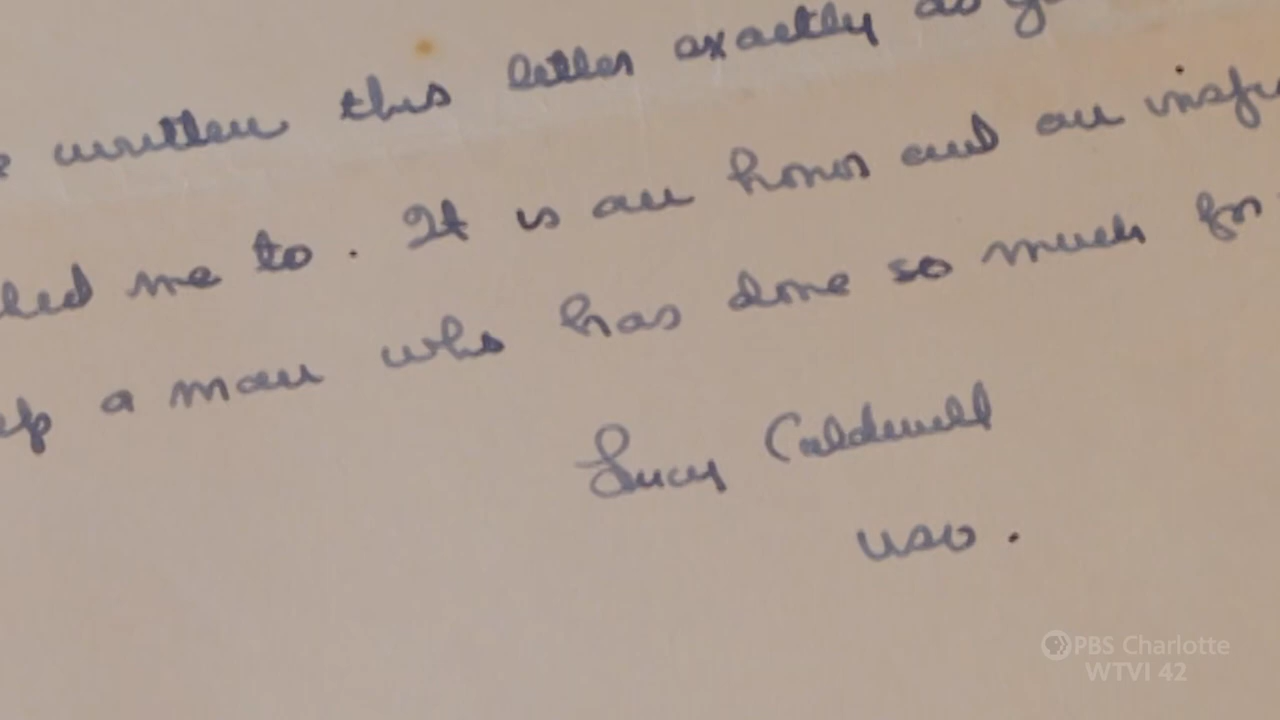 written this letter exactly as
me to. It is an honor and an
a man who has done so much for
Lucy Caldwell
USO.
PBS Charlotte
WTVI 42